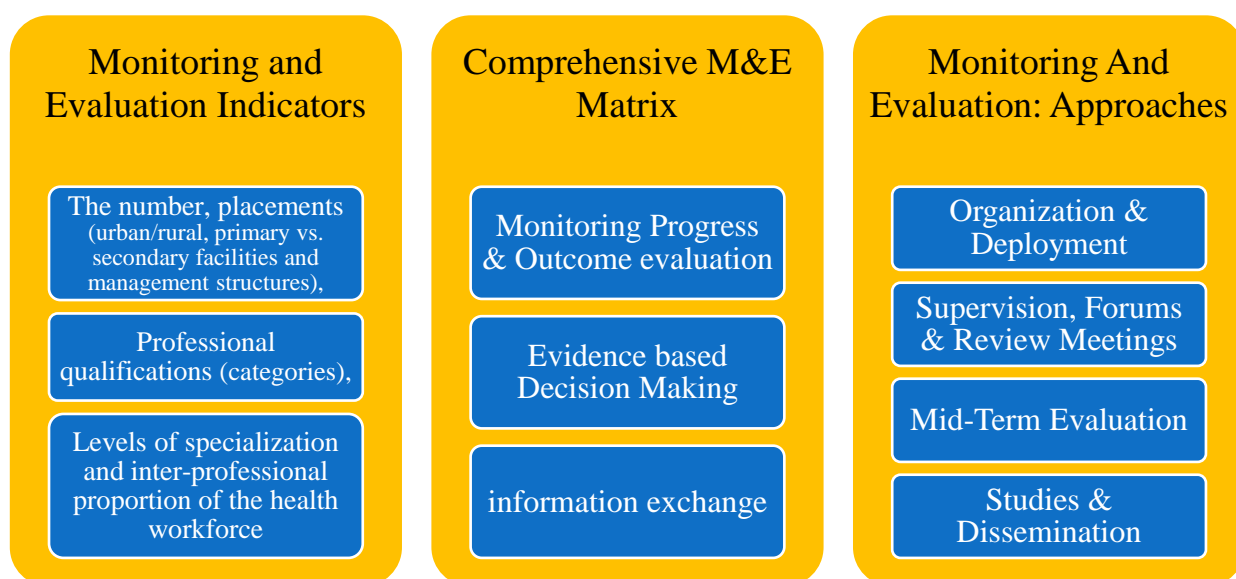 Monitoring and
Evaluation Indicators
The number, placements
(urban/rural, primary vs.
secondary facilities and
management structures),
Professional
qualifications (categories),
Levels of specialization
and inter-professional
proportion of the health
workforce
Comprehensive M&E
Matrix
Monitoring Progress
& Outcome evaluation
Evidence based
Decision Making
information exchange
Monitoring And
Evaluation: Approaches
Organization &
Deployment
Supervision, Forums
& Review Meetings
Mid-Term Evaluation
Studies &
Dissemination